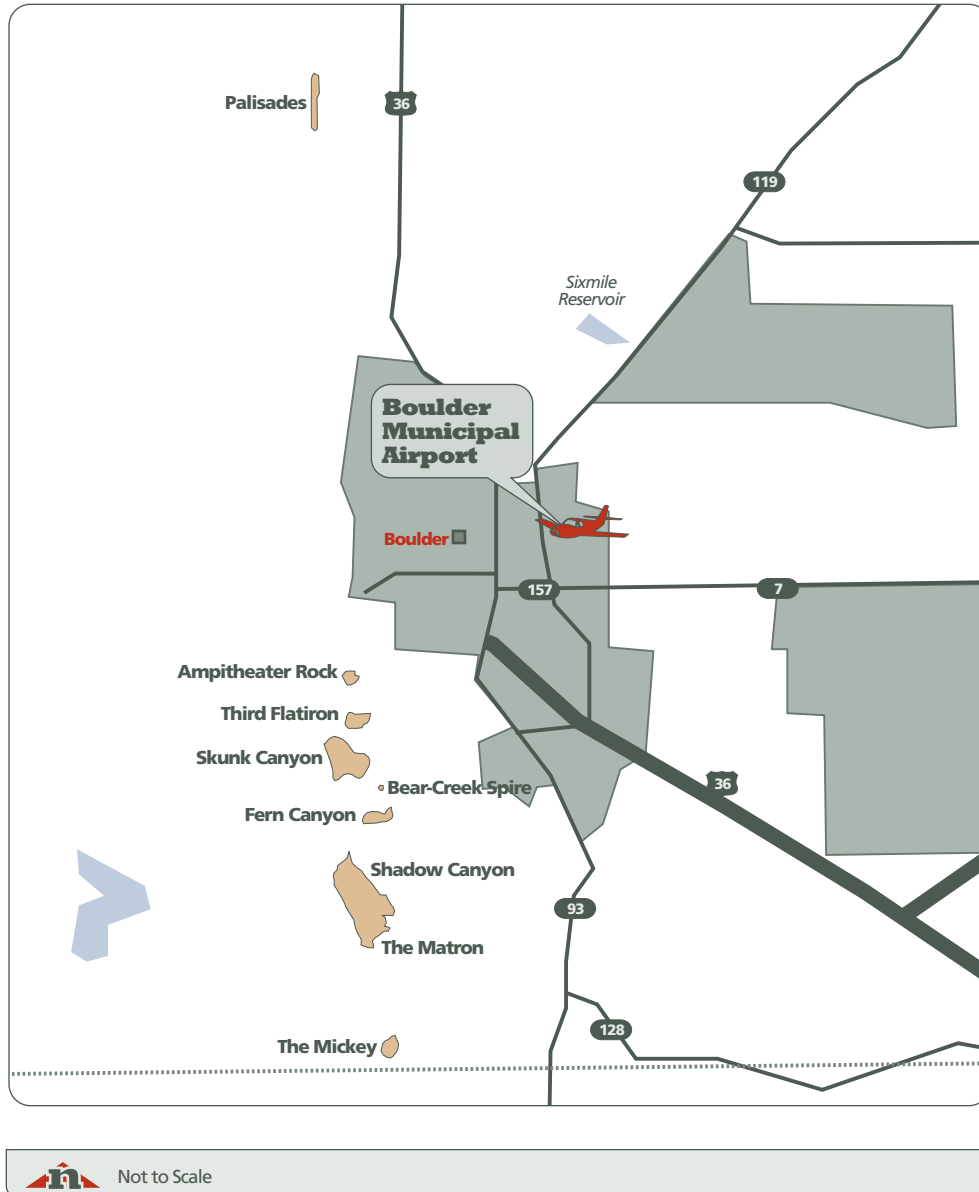 Palisades
36
119
Sixmile
Reservoir
Boulder
Municipal
Airport
Boulder
157
7
Ampitheater Rock
Third Flatiron
Skunk Canyon
36
Bear-Creek Spire
Fern Canyon
Shadow Canyon
93
The Matron
128
The Mickey
n
Not to Scale